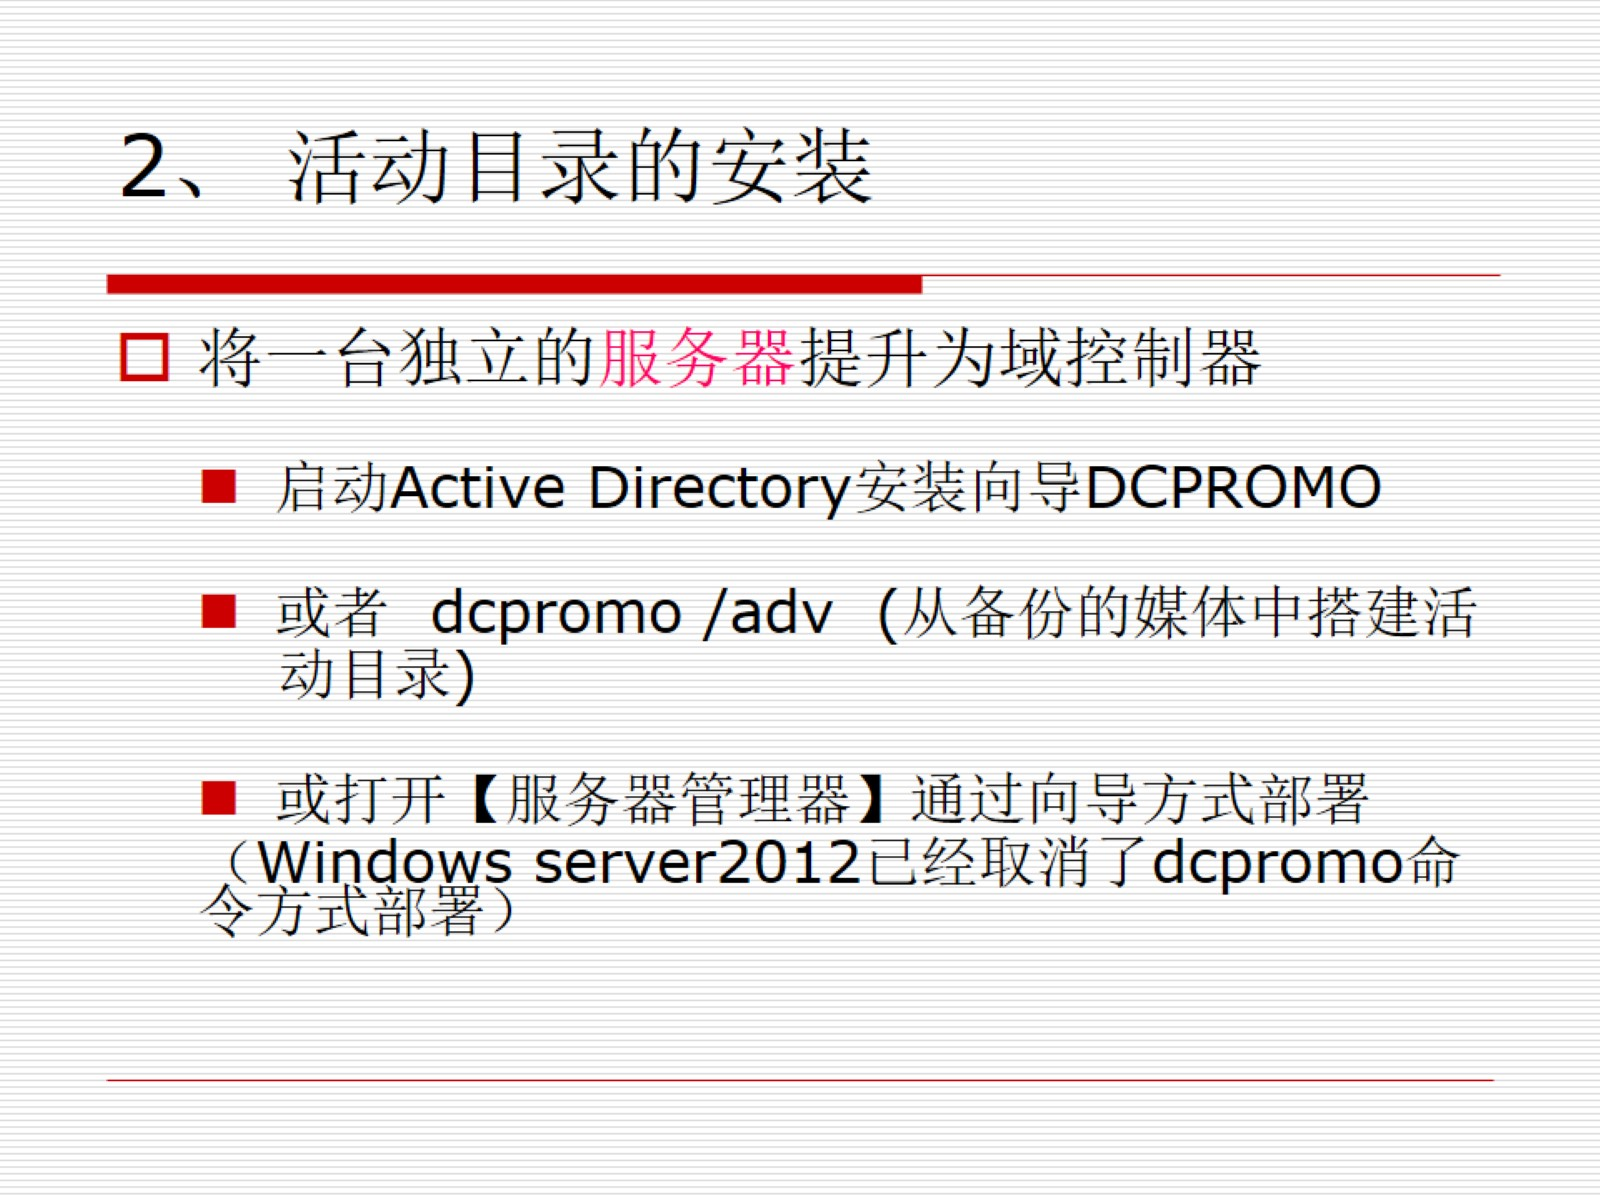 2、 活动目录的安装
将一台独立的服务器提升为域控制器
启动Active Directory安装向导DCPROMO
或者 dcpromo /adv (从备份的媒体中搭建活
动目录)
或打开【服务器管理器】通过向导方式部署
（Windows server2012已经取消了dcpromo命
令方式部署）